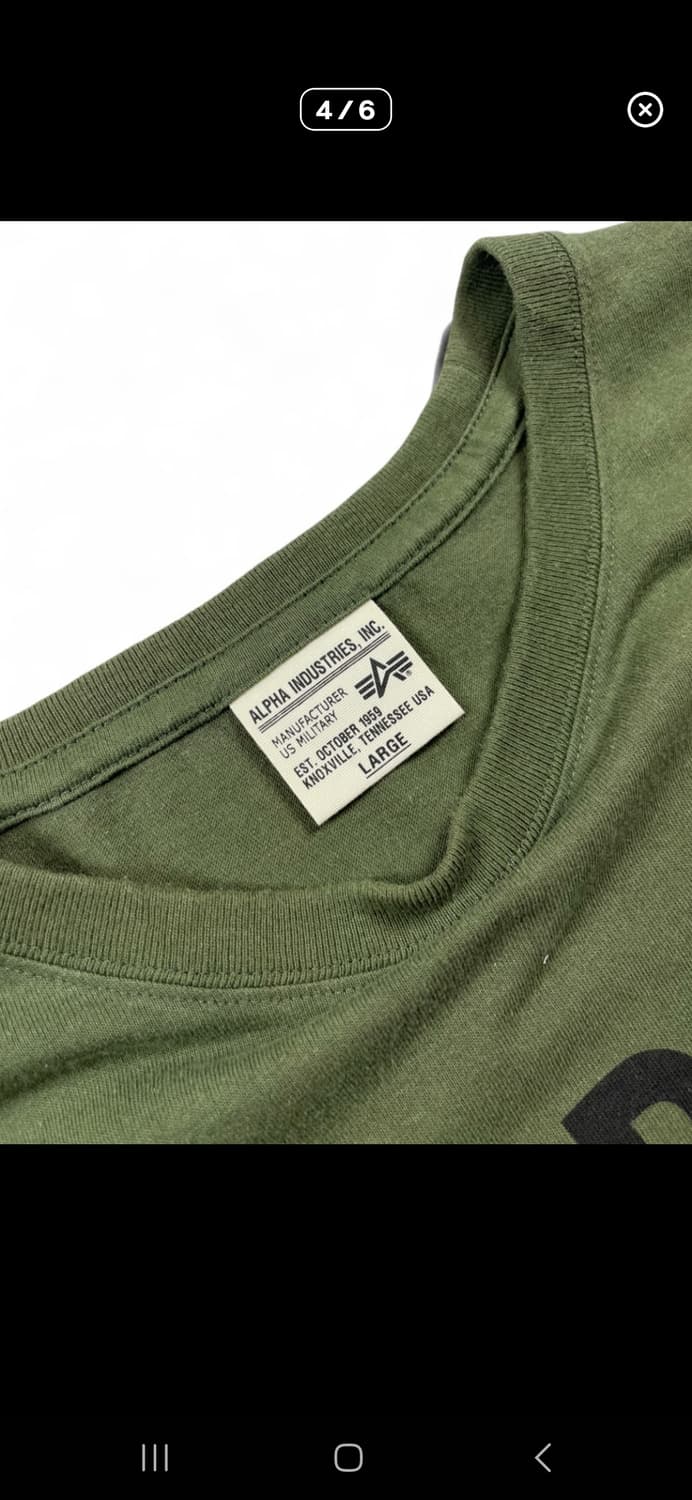 4/6
ALPHA INDUSTRIES, INC.
MANUFACTURER
US MILITARY
EST. OCTOBER 1959
KNOXVILLE, TENNESSEE USA
LARGE